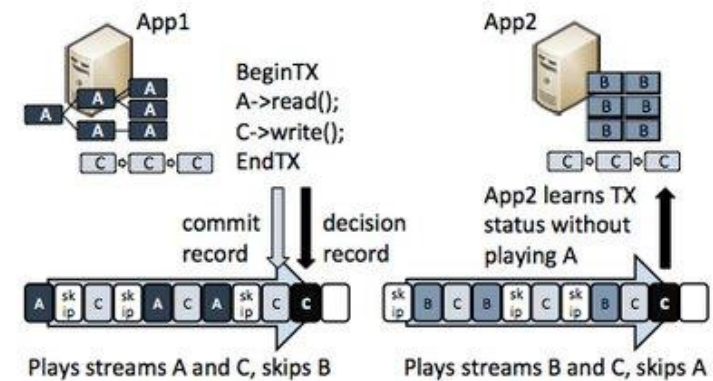 App1
App2
BeginTX
A->read();
C->write();
EndTX
A
A
A
A
A
A
C
C
C
B
B
B
B
B
B
C
C
C
commit
record
decision
record
App2 learns TX
status without
playing A
A
sk
ip
C
sk
ip
A
C
A
sk
ip
C
C
sk
ip
B
C
B
sk
ip
C
sk
ip
B
C
C
Plays streams A and C, skips B
Plays streams B and C, skips A